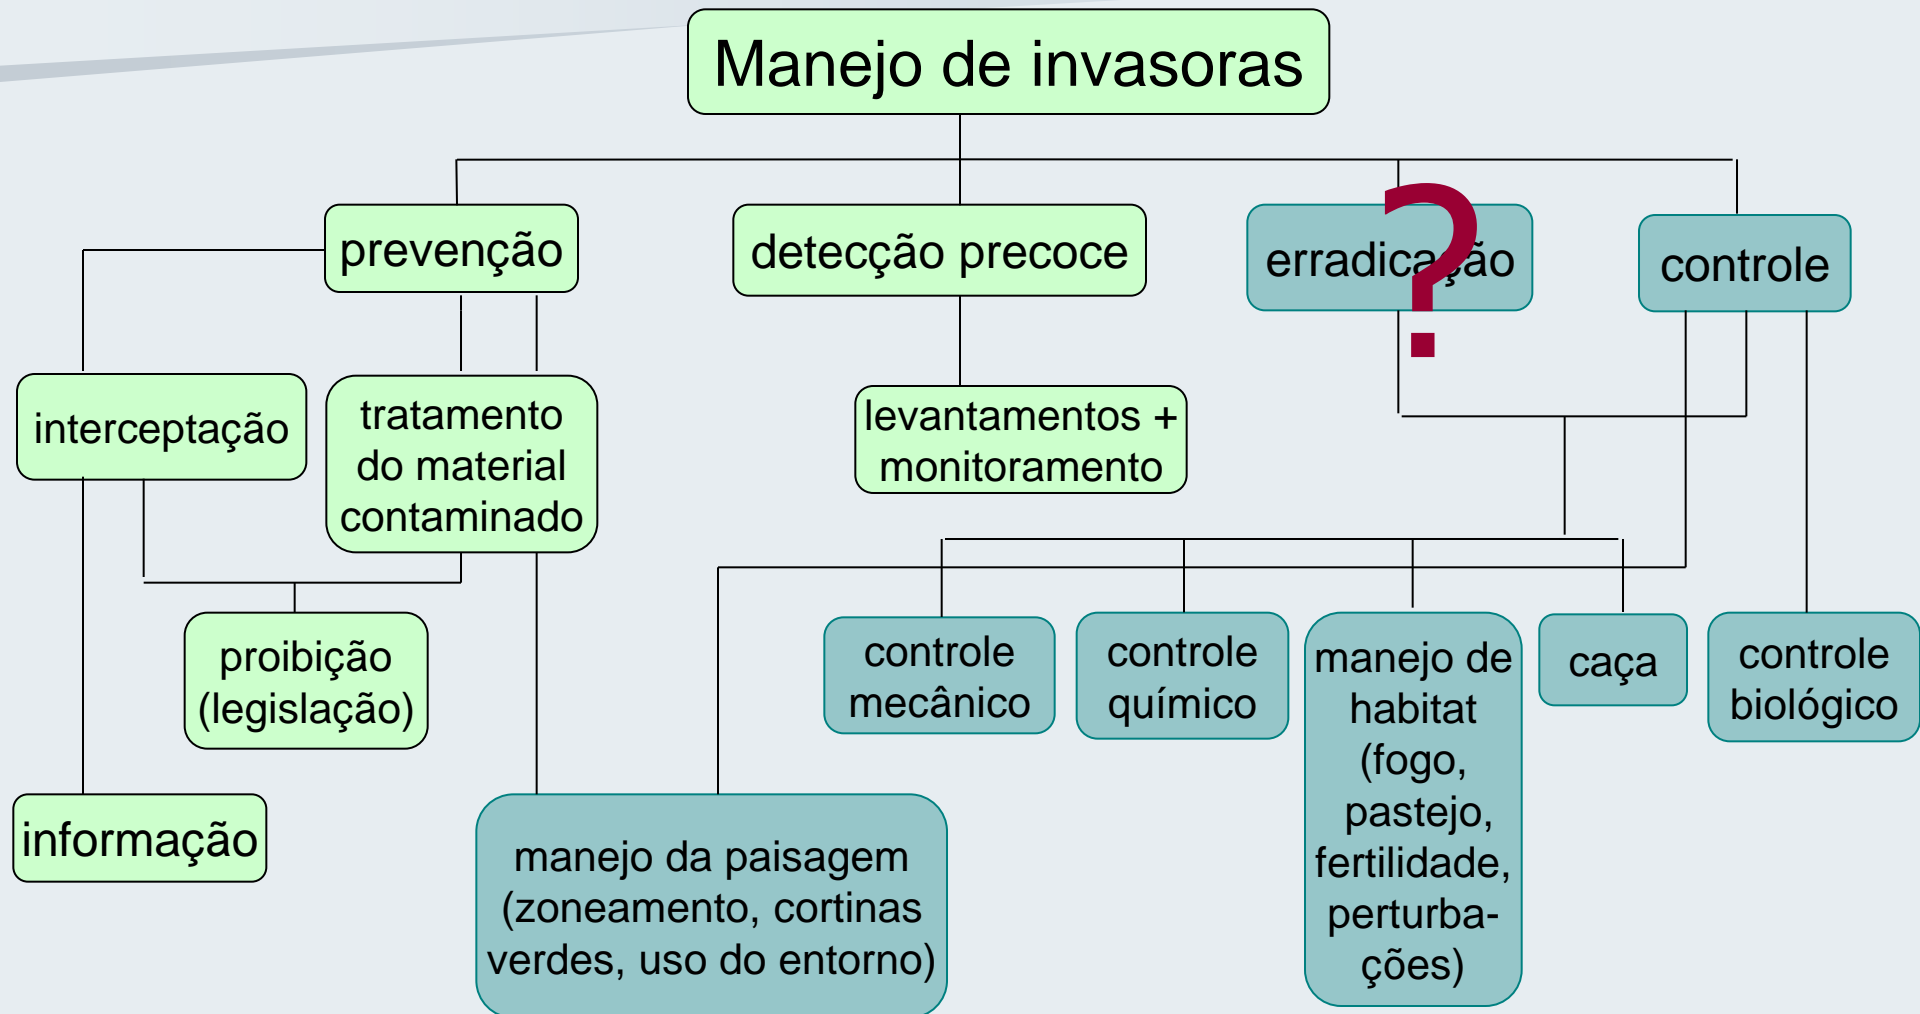 Manejo de invasoras
prevenção
detecção precoce
erradicação
?
controle
interceptação
tratamento
do material
contaminado
levantamentos +
monitoramento
proibição
(legislação)
controle
mecânico
controle
químico
manejo de
habitat
(fogo,
pastejo,
fertilidade,
perturba-
ções)
caça
controle
biológico
informação
manejo da paisagem
(zoneamento, cortinas
verdes, uso do entorno)